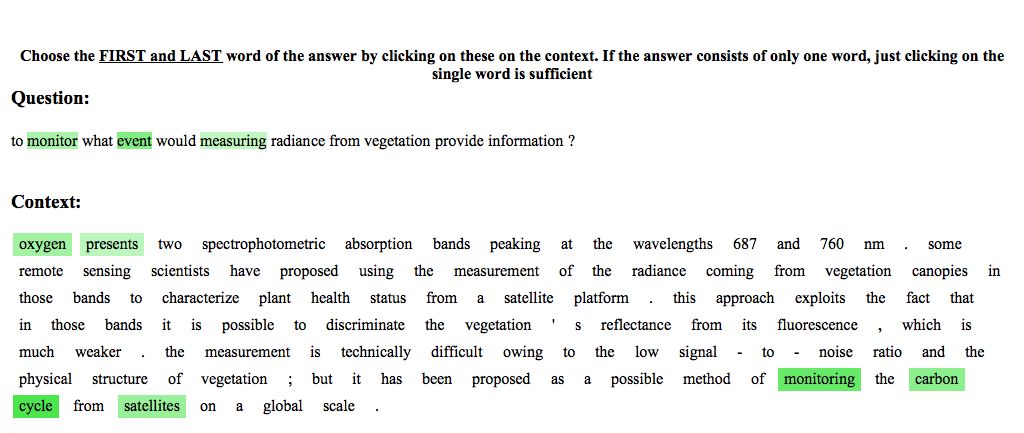 Choose the FIRST and LAST word of the answer by clicking on these on the context. If the answer consists of only one word, just clicking on the
single word is sufficient
Question:
to monitor what event would measuring radiance from vegetation provide information ?
Context:
oxygen presents two spectrophotometric absorption bands peaking at the wavelengths 687 and 760 nm . some
remote sensing scientists have proposed using the measurement of the radiance coming from vegetation canopies in
those bands to characterize plant health status from a satellite platform . this approach exploits the fact that
in those bands it is possible to discriminate the vegetation ' s reflectance from its fluorescence , which is
much weaker . the measurement is technically difficult owing to the low signal - to - noise ratio and the
physical structure of vegetation ; but it has been proposed as a possible method of monitoring the carbon
cycle from satellites on a global scale .